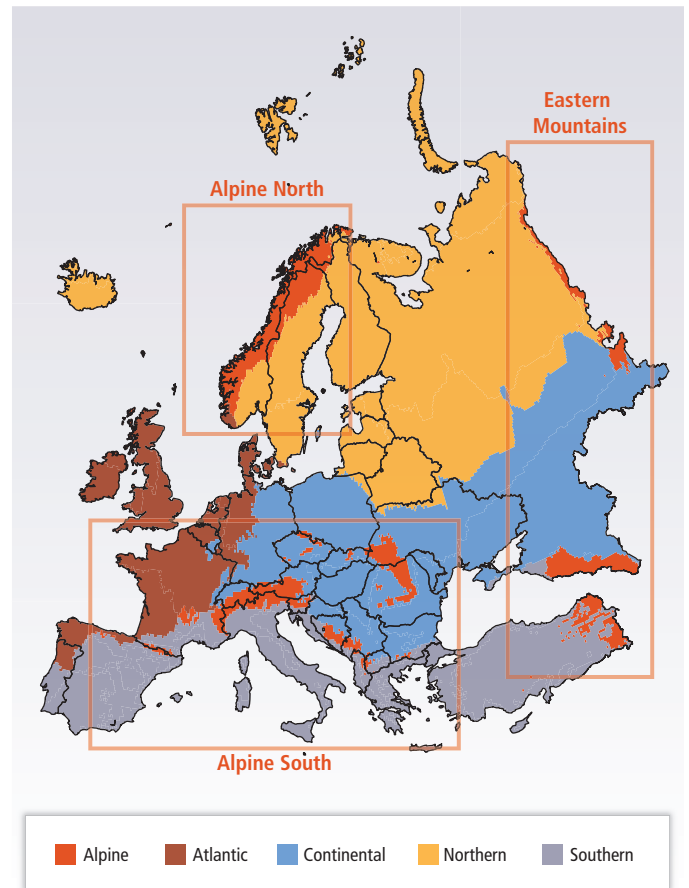 Eastern
Mountains
Alpine North
Alpine South
Alpine Atlantic Continental Northern Southern